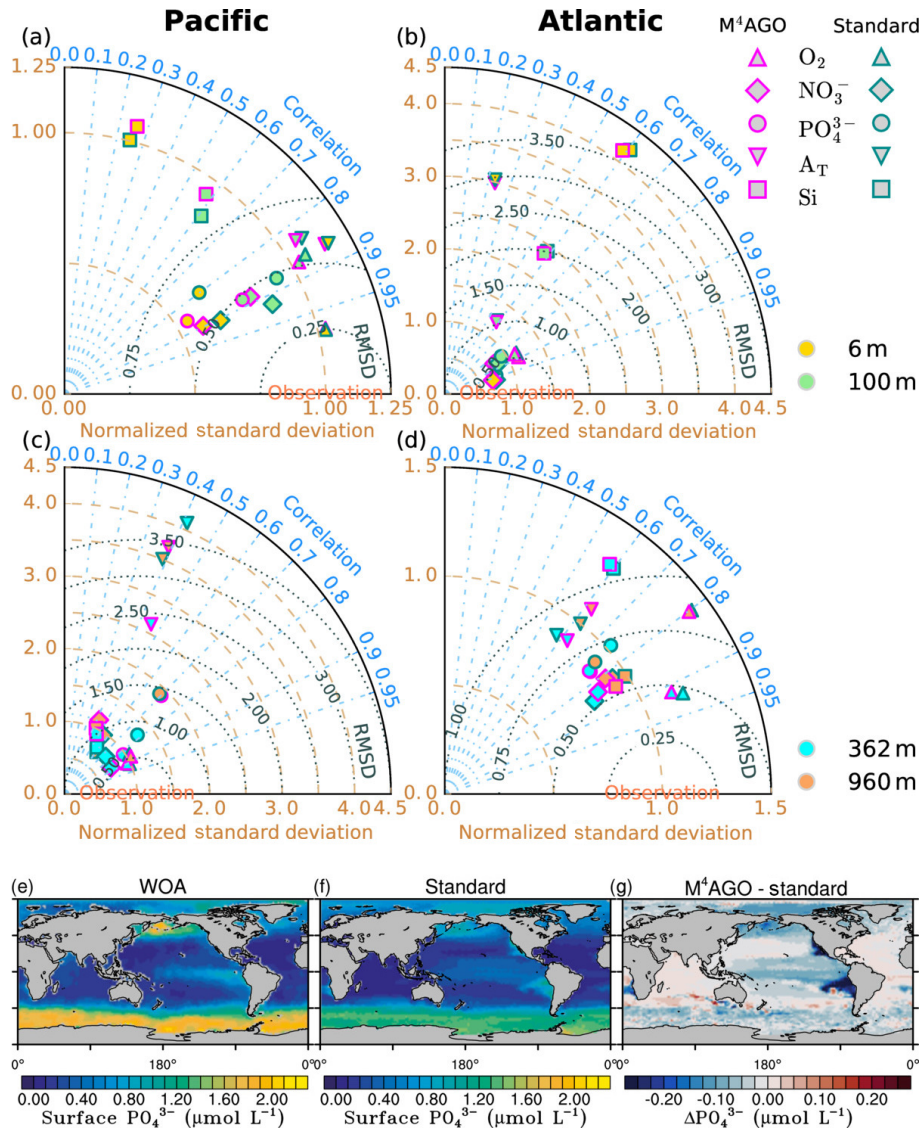 Pacific
Atlantic
M⁴AGO Standard
O₂
NO₃⁻
PO₄³⁻
A_T
Si
(a)
1.25
1.00
0.00
0.0 0.1 0.2 0.3 0.4 0.5 0.6 0.7 0.8 0.9 0.95
Correlation
0.75 0.50 0.25 RMSD
Observation
0.00 1.00 1.25
Normalized standard deviation
(b)
4.5
4.0
3.0
2.0
1.0
0.0
0.0 0.1 0.2 0.3 0.4 0.5 0.6 0.7 0.8 0.9 0.95
Correlation
3.50 2.50 1.50 0.50 1.00 2.00 3.00 RMSD
Observation
0.0 1.0 2.0 3.0 4.0 4.5
Normalized standard deviation
6 m
100 m
(c)
4.5
4.0
3.0
2.0
1.0
0.0
0.0 0.1 0.2 0.3 0.4 0.5 0.6 0.7 0.8 0.9 0.95
Correlation
3.50 2.50 1.50 0.50 1.00 2.00 3.00 RMSD
Observation
0.0 1.0 2.0 3.0 4.0 4.5
Normalized standard deviation
(d)
1.5
1.0
0.0
0.0 0.1 0.2 0.3 0.4 0.5 0.6 0.7 0.8 0.9 0.95
Correlation
1.00 0.75 0.50 0.25 RMSD
Observation
0.0 1.0 1.5
Normalized standard deviation
362 m
960 m
(e) WOA
0° 180° 0°
0.00 0.40 0.80 1.20 1.60 2.00
Surface PO₄³⁻ (μmol L⁻¹)
(f) Standard
180° 0°
0.00 0.40 0.80 1.20 1.60 2.00
Surface PO₄³⁻ (μmol L⁻¹)
(g) M⁴AGO - standard
180° 0°
-0.20 -0.10 0.00 0.10 0.20
ΔPO₄³⁻ (μmol L⁻¹)